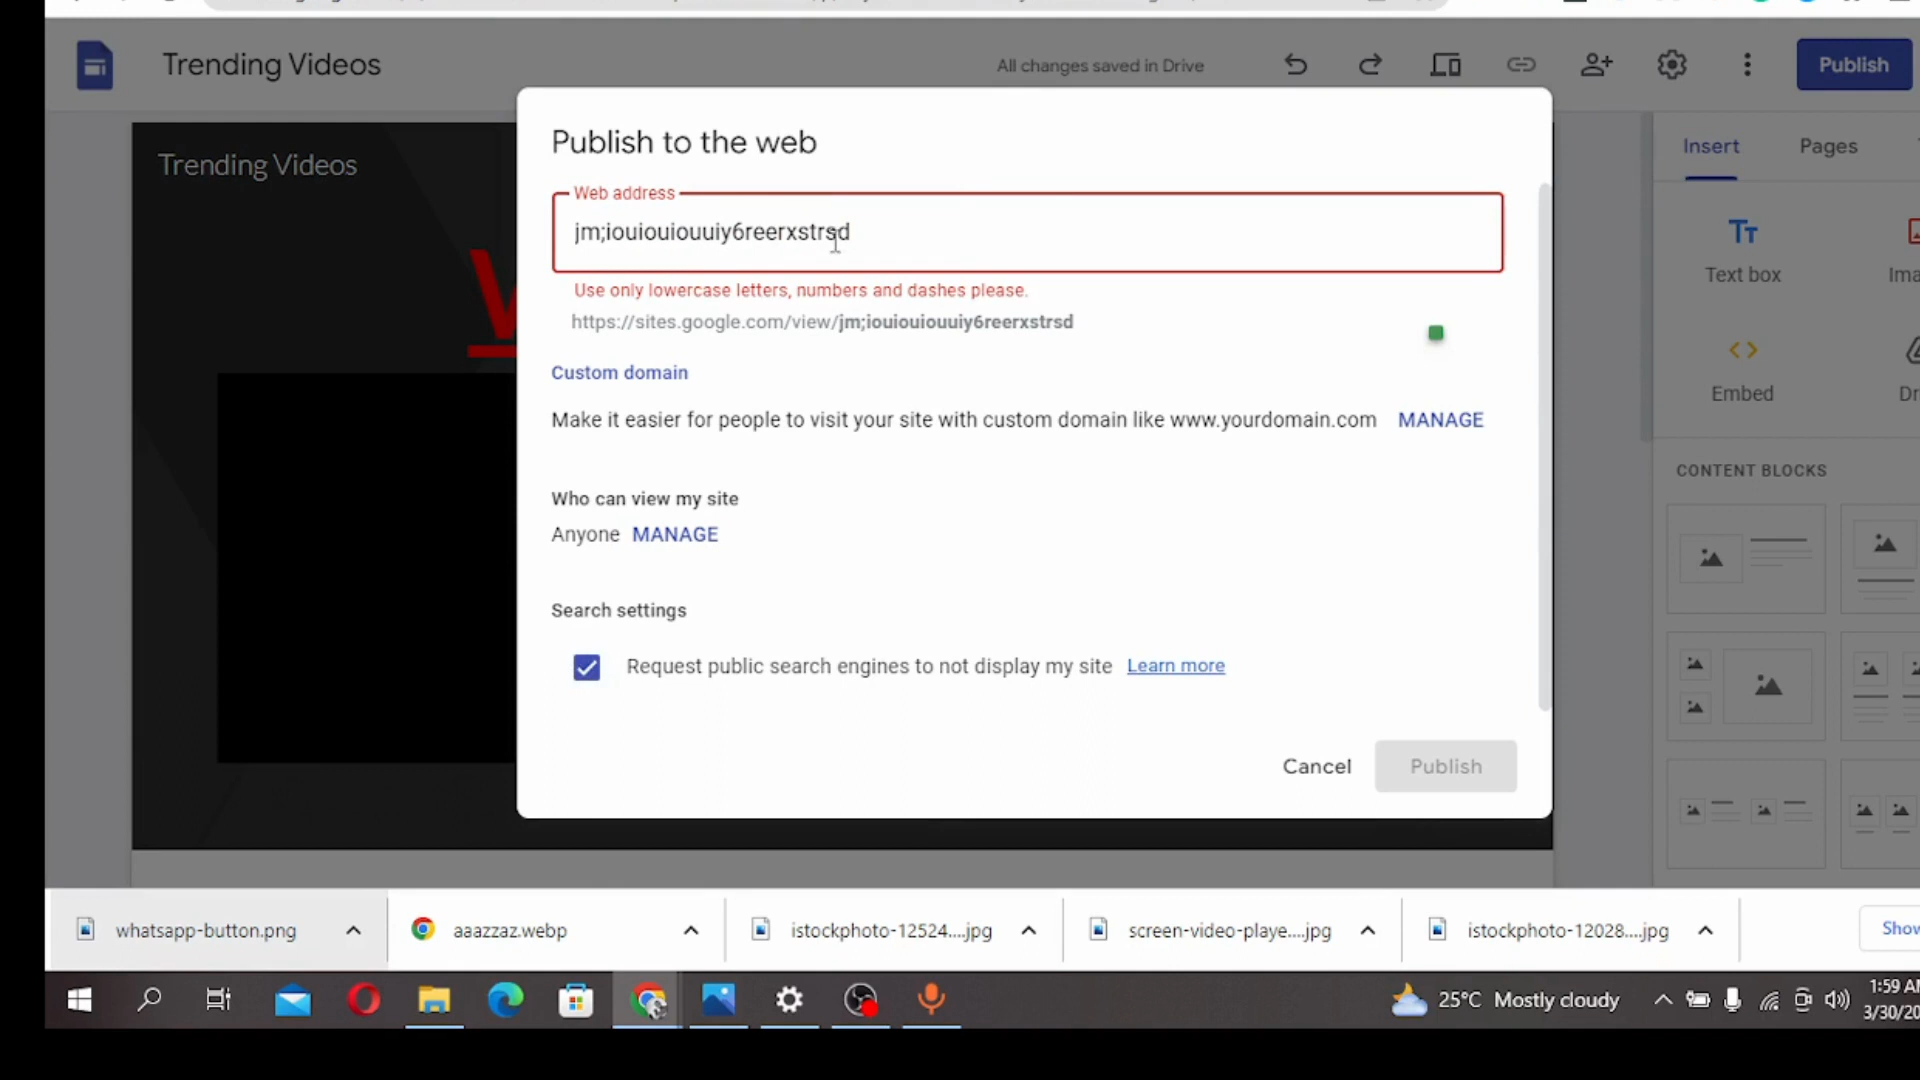 Trending Videos
All changes saved in Drive
Publish
Publish to the web
Insert
Pages
Trending Videos
Web address
jm;iouiouiouuiy6reerxstrsd
Use only lowercase letters, numbers and dashes please.
https://sites.google.com/view/jm;iouiouiouuiy6reerxstrsd
Text box
Custom domain
Make it easier for people to visit your site with custom domain like www.yourdomain.com MANAGE
Embed
CONTENT BLOCKS
Who can view my site
Anyone MANAGE
Search settings
Request public search engines to not display my site Learn more
Cancel
Publish
whatsapp-button.png
aaazzaz.webp
istockphoto-12524....jpg
screen-video-playe....jpg
istockphoto-12028....jpg
25°C Mostly cloudy
1:59 AM
3/30/20